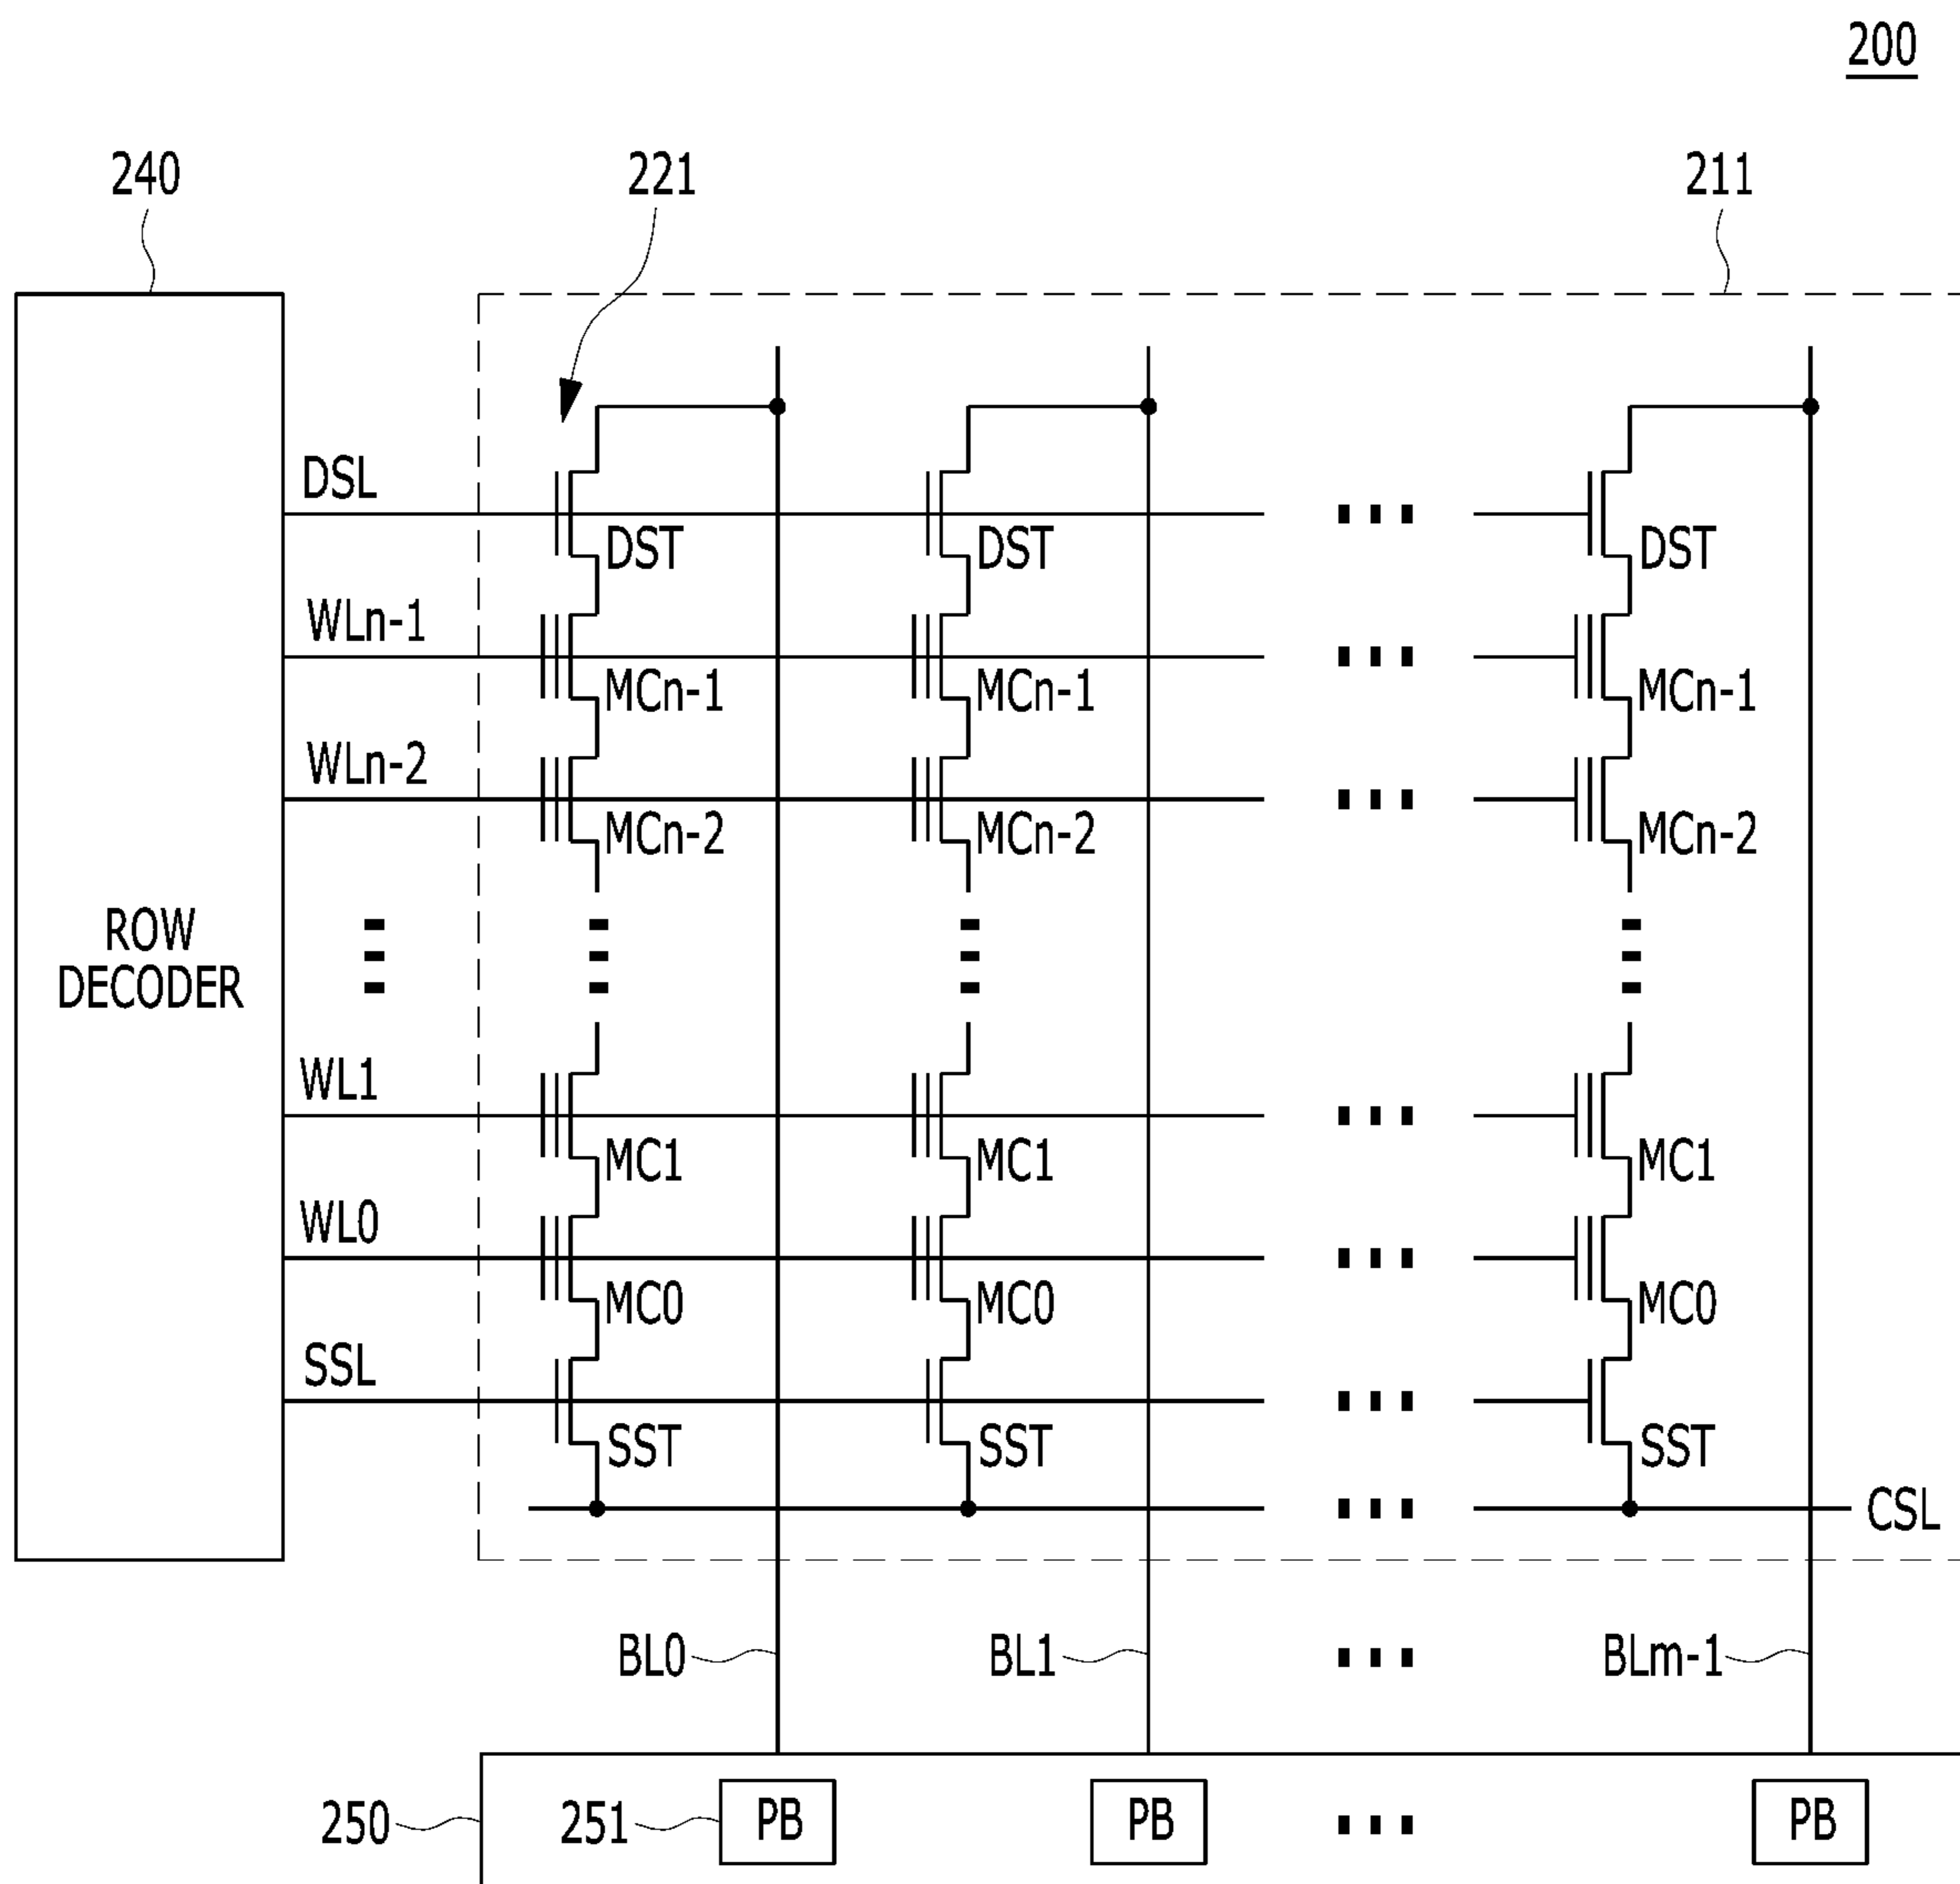 200
240
221
211
DSL
DST DST DST
WLn-1
MCn-1 MCn-1 MCn-1
WLn-2
MCn-2 MCn-2 MCn-2
ROW
DECODER
WL1
MC1 MC1 MC1
WL0
MC0 MC0 MC0
SSL
SST SST SST
CSL
BL0 BL1 BLm-1
250 251 PB PB PB